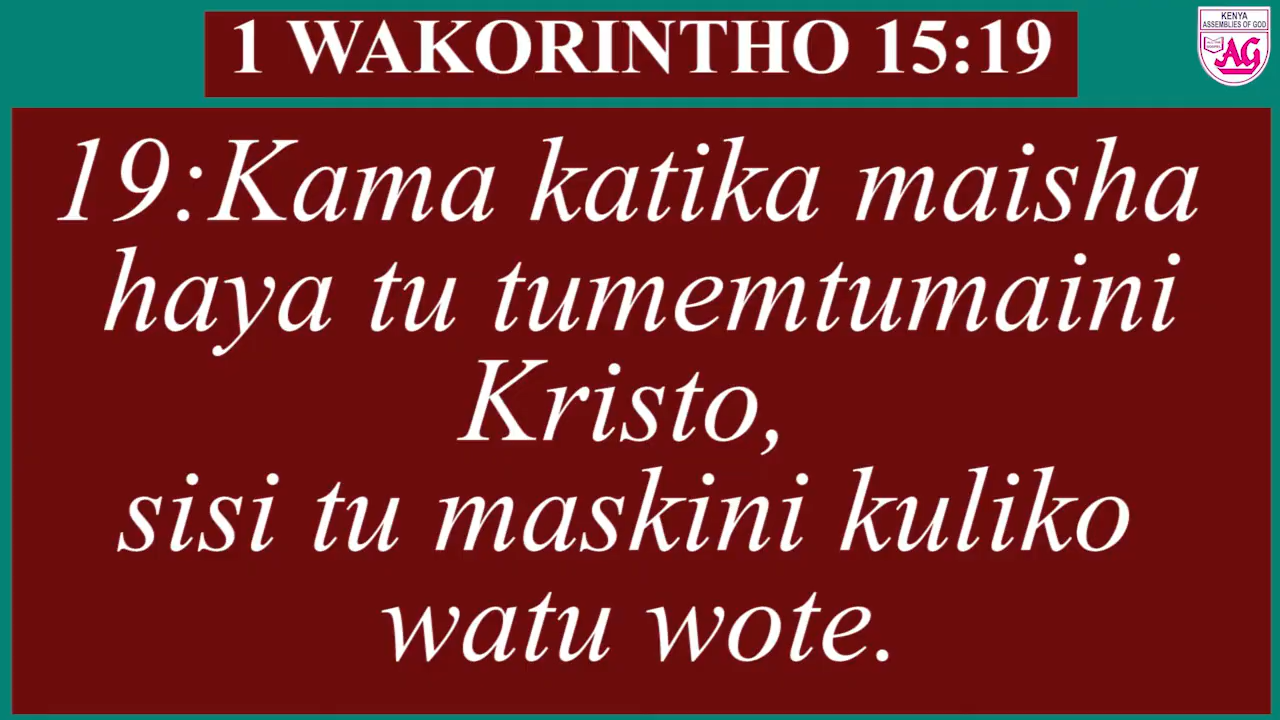 1 WAKORINTHO 15:19
KENYA
ASSEMBLIES OF GOD
AG
19:Kama katika maisha
haya tu tumemtumaini
Kristo,
sisi tu maskini kuliko
watu wote.